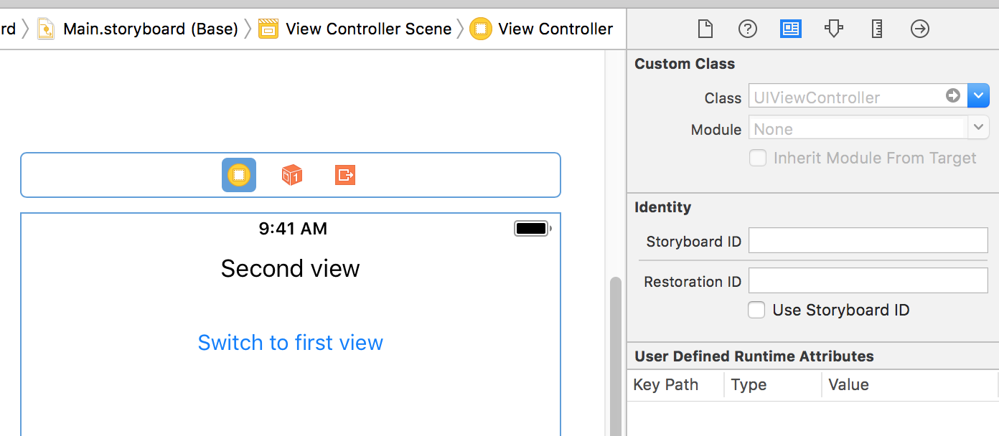 rd Main.storyboard (Base) View Controller Scene View Controller
9:41 AM
Second view
Switch to first view
Custom Class
Class UIViewController
Module None
Inherit Module From Target
Identity
Storyboard ID
Restoration ID
Use Storyboard ID
User Defined Runtime Attributes
Key Path Type Value